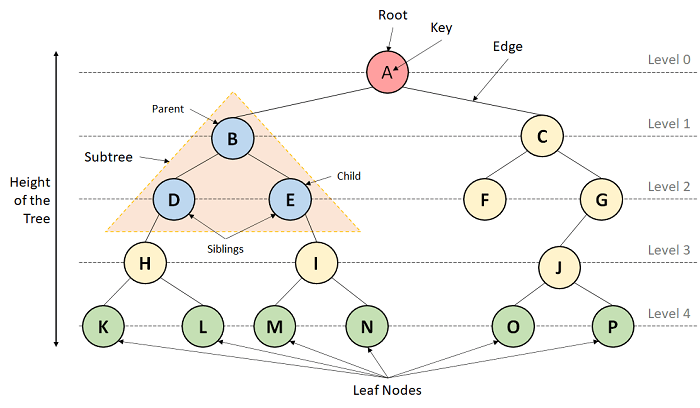 Root
Key
Edge
Level 0
A
Parent
Level 1
B
C
Subtree
Child
Height
of the
Tree
Level 2
D
E
F
G
Siblings
Level 3
H
I
J
Level 4
K
L
M
N
O
P
Leaf Nodes